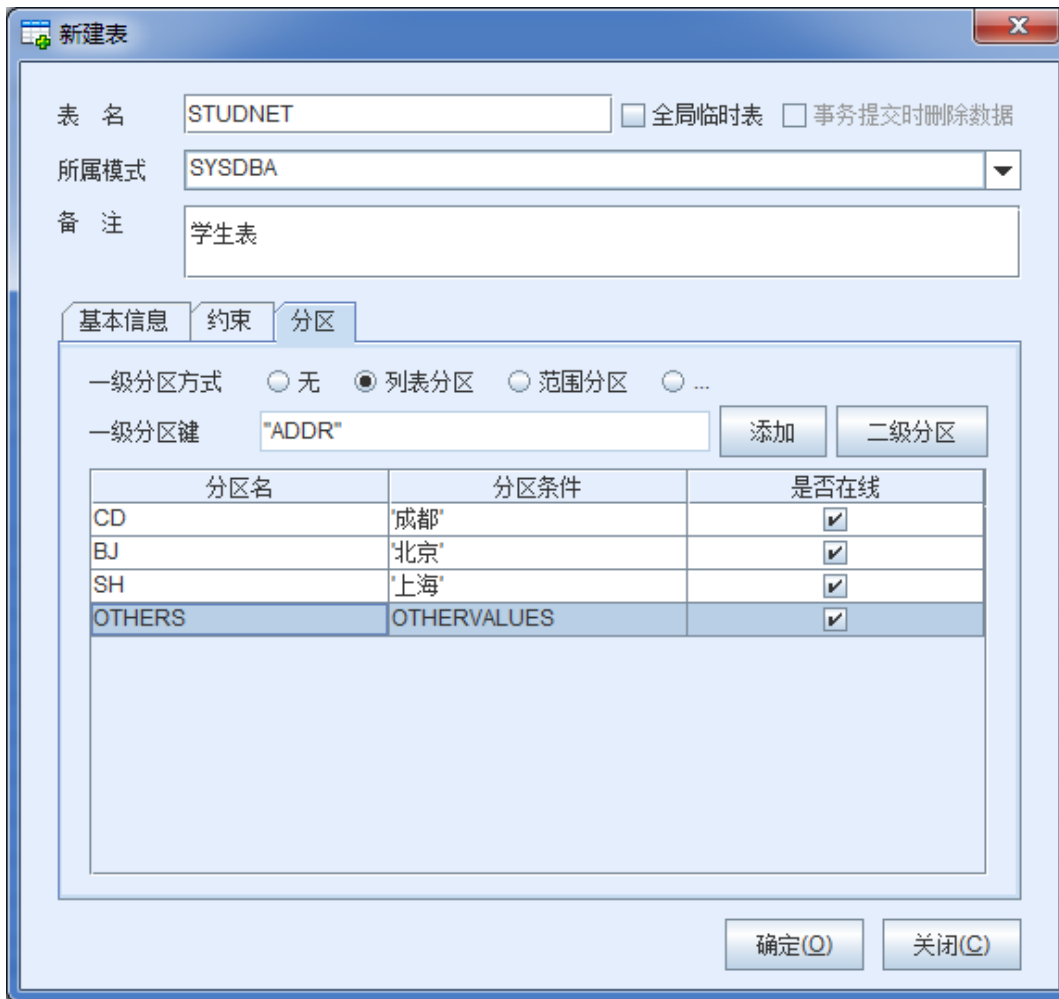 新建表
表 名 STUDNET 全局临时表 事务提交时删除数据
所属模式 SYSDBA
备 注 学生表
基本信息 约束 分区
一级分区方式 无 列表分区 范围分区 ...
一级分区键 "ADDR" 添加 二级分区
分区名 分区条件 是否在线
CD '成都'
BJ '北京'
SH '上海'
OTHERS OTHERVALUES
确定(O) 关闭(C)